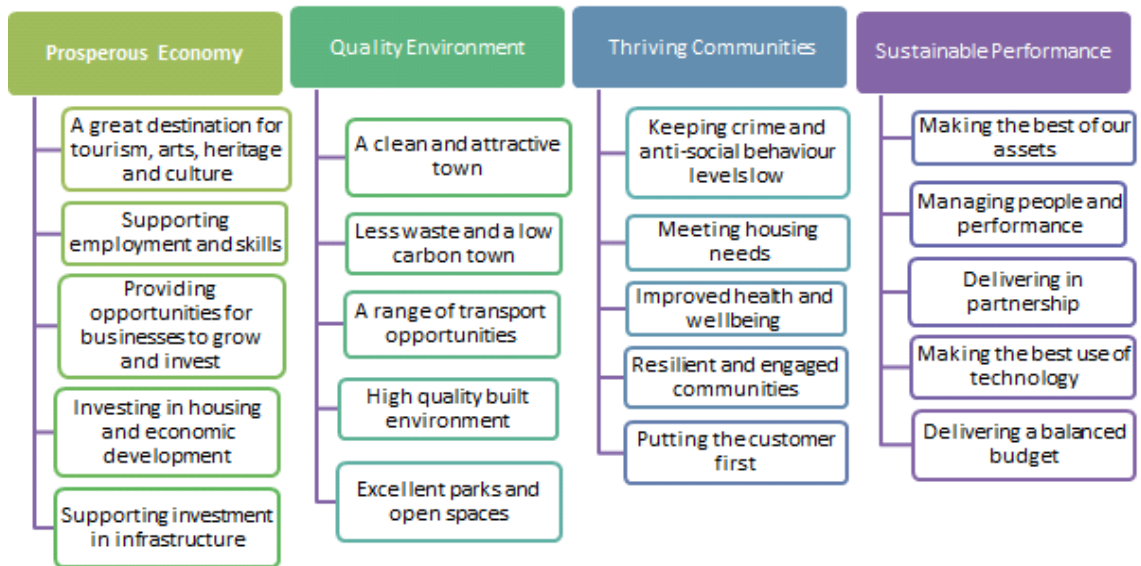 Prosperous Economy
A great destination for
tourism, arts, heritage
and culture
Supporting
employment and skills
Providing
opportunities for
businesses to grow
and invest
Investing in housing
and economic
development
Supporting investment
in infrastructure
Quality Environment
A clean and attractive
town
Less waste and a low
carbon town
A range of transport
opportunities
High quality built
environment
Excellent parks and
open spaces
Thriving Communities
Keeping crime and
anti-social behaviour
levels low
Meeting housing
needs
Improved health and
wellbeing
Resilient and engaged
communities
Putting the customer
first
Sustainable Performance
Making the best of our
assets
Managing people and
performance
Delivering in
partnership
Making the best use of
technology
Delivering a balanced
budget